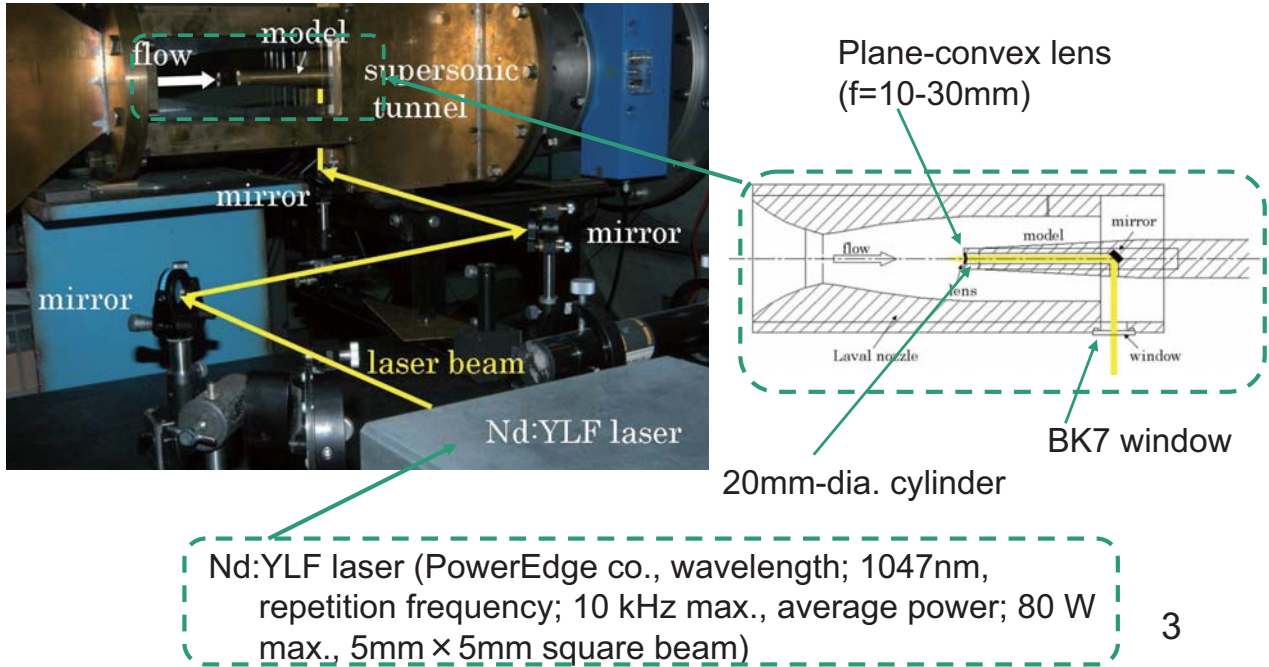 flow
model
supersonic
tunnel
mirror
mirror
mirror
laser beam
Nd:YLF laser
Plane-convex lens
(f=10-30mm)
flow
model
mirror
lens
Laval nozzle
window
BK7 window
20mm-dia. cylinder
Nd:YLF laser (PowerEdge co., wavelength; 1047nm,
repetition frequency; 10 kHz max., average power; 80 W
max., 5mm×5mm square beam)
3